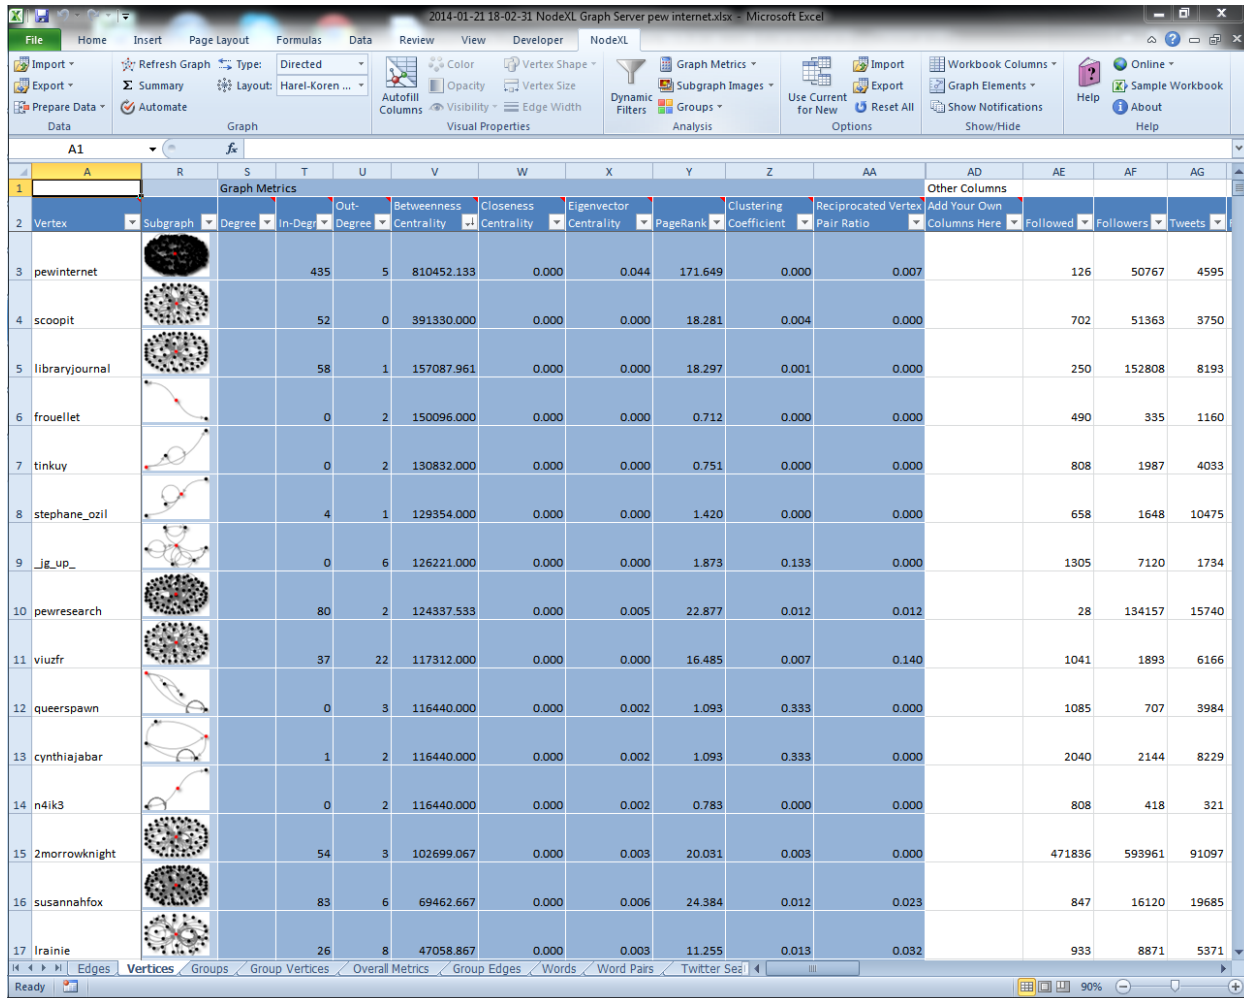 2014-01-21 18-02-31 NodeXL Graph Server pew internet.xlsx - Microsoft Excel
File Home Insert Page Layout Formulas Data Review View Developer NodeXL
Import Refresh Graph Type: Directed Color Vertex Shape Graph Metrics Import Workbook Columns Online
Export Summary Layout: Harel-Koren ... Opacity Vertex Size Subgraph Images Export Graph Elements Sample Workbook
Prepare Data Automate Autofill Columns Visibility Edge Width Dynamic Filters Groups Use Current for New Reset All Show Notifications Help About
Data Graph Visual Properties Analysis Options Show/Hide Help
A1 fx
A R S T U V W X Y Z AA AD AE AF AG
1 Graph Metrics Other Columns
2 Vertex Subgraph Degree In-Degr Out-Degree Betweenness Centrality Closeness Centrality Eigenvector Centrality PageRank Clustering Coefficient Reciprocated Vertex Pair Ratio Add Your Own Columns Here Followed Followers Tweets
3 pewinternet 435 5 810452.133 0.000 0.044 171.649 0.000 0.007 126 50767 4595
4 scoopit 52 0 391330.000 0.000 0.000 18.281 0.004 0.000 702 51363 3750
5 libraryjournal 58 1 157087.961 0.000 0.000 18.297 0.001 0.000 250 152808 8193
6 frouellet 0 2 150096.000 0.000 0.000 0.712 0.000 0.000 490 335 1160
7 tinkuy 0 2 130832.000 0.000 0.000 0.751 0.000 0.000 808 1987 4033
8 stephane_ozil 4 1 129354.000 0.000 0.000 1.420 0.000 0.000 658 1648 10475
9 _jg_up_ 0 6 126221.000 0.000 0.000 1.873 0.133 0.000 1305 7120 1734
10 pewresearch 80 2 124337.533 0.000 0.005 22.877 0.012 0.012 28 134157 15740
11 viuzfr 37 22 117312.000 0.000 0.000 16.485 0.007 0.140 1041 1893 6166
12 queerspawn 0 3 116440.000 0.000 0.002 1.093 0.333 0.000 1085 707 3984
13 cynthiajabar 1 2 116440.000 0.000 0.002 1.093 0.333 0.000 2040 2144 8229
14 n4ik3 0 2 116440.000 0.000 0.002 0.783 0.000 0.000 808 418 321
15 2morrowknight 54 3 102699.067 0.000 0.003 20.031 0.003 0.000 471836 593961 91097
16 susannahfox 83 6 69462.667 0.000 0.006 24.384 0.012 0.023 847 16120 19685
17 lrainie 26 8 47058.867 0.000 0.003 11.255 0.013 0.032 933 8871 5371
Edges Vertices Groups Group Vertices Overall Metrics Group Edges Words Word Pairs Twitter Sea
Ready 90%